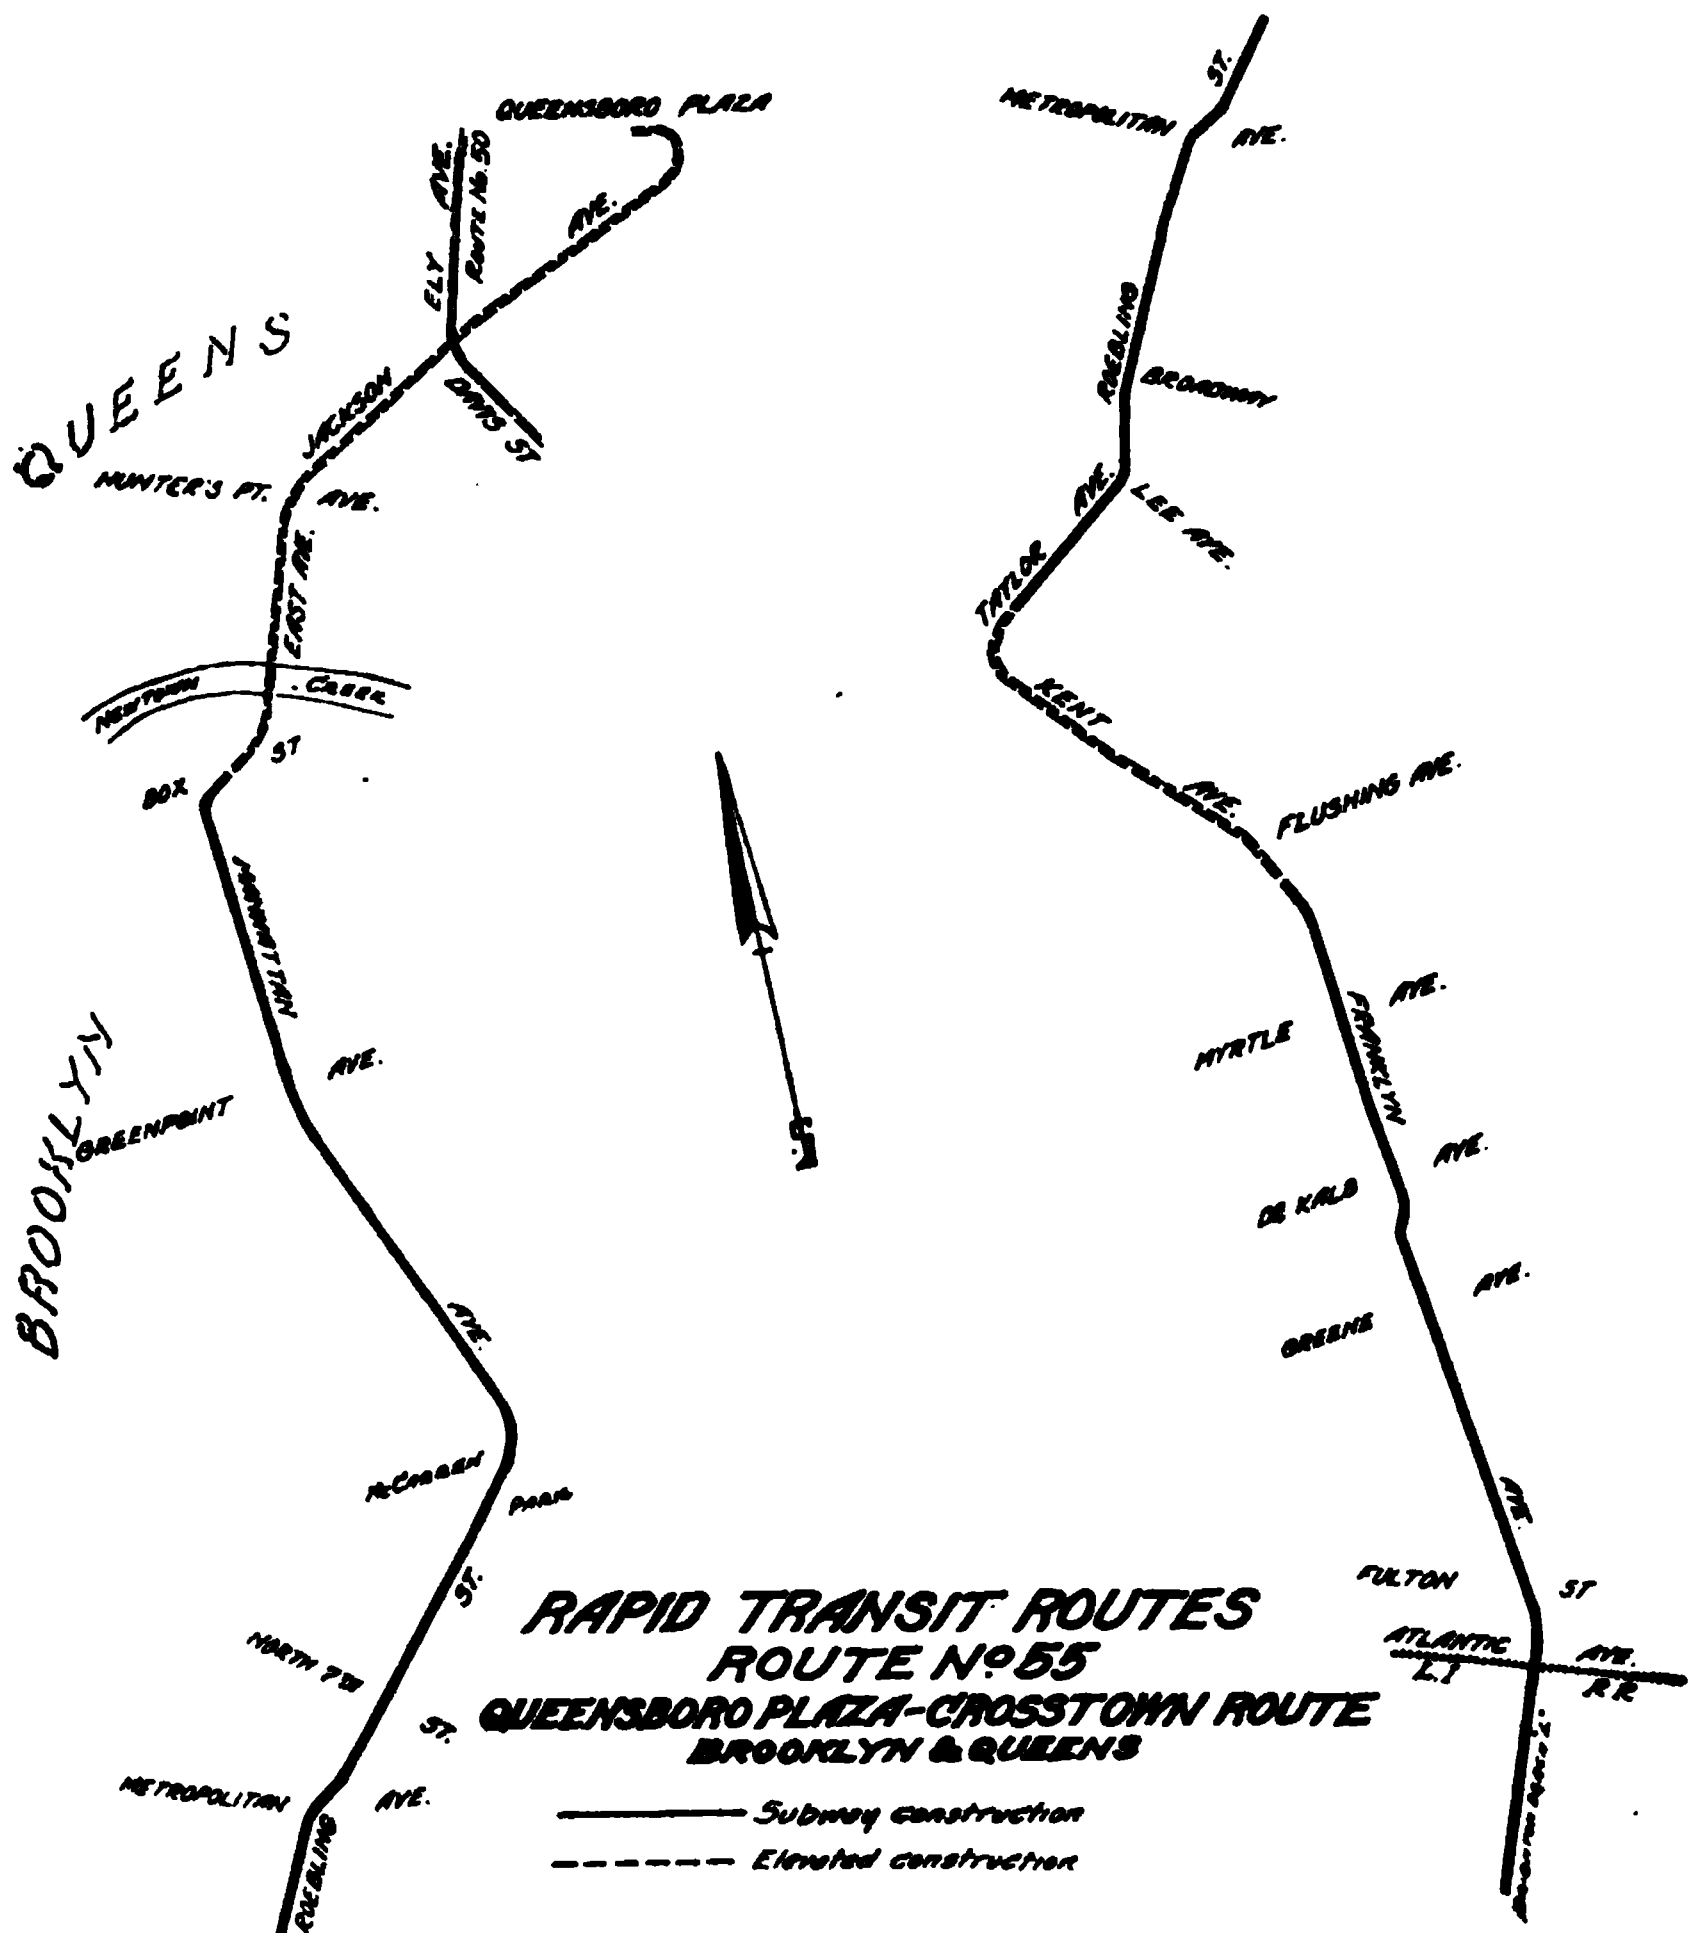 QUEENSBORO PLAZA
ELY AVE.
ROUTE No. 50
AVE.
QUEENS
JACKSON
DAVIS ST
HUNTER'S PT. AVE.
EAST AVE.
NEWTOWN CREEK
BOX ST
MANHATTAN
BROOKLYN
GREENPOINT AVE.
AVE.
McCARREN PARK
ST.
NORTH 7TH ST.
METROPOLITAN AVE.
ROEBLING
ST.
METROPOLITAN AVE.
ROEBLING
BROADWAY
TAYLOR AVE.
LEE AVE.
KENT AVE.
FLUSHING AVE.
FRANKLYN
MYRTLE AVE.
DE KALB AVE.
GREENE AVE.
AVE
FULTON ST
ATLANTIC AVE.
L.I RR
RAPID TRANSIT ROUTES
ROUTE No. 55
QUEENSBORO PLAZA-CROSSTOWN ROUTE
BROOKLYN & QUEENS
Subway construction
Elevated construction